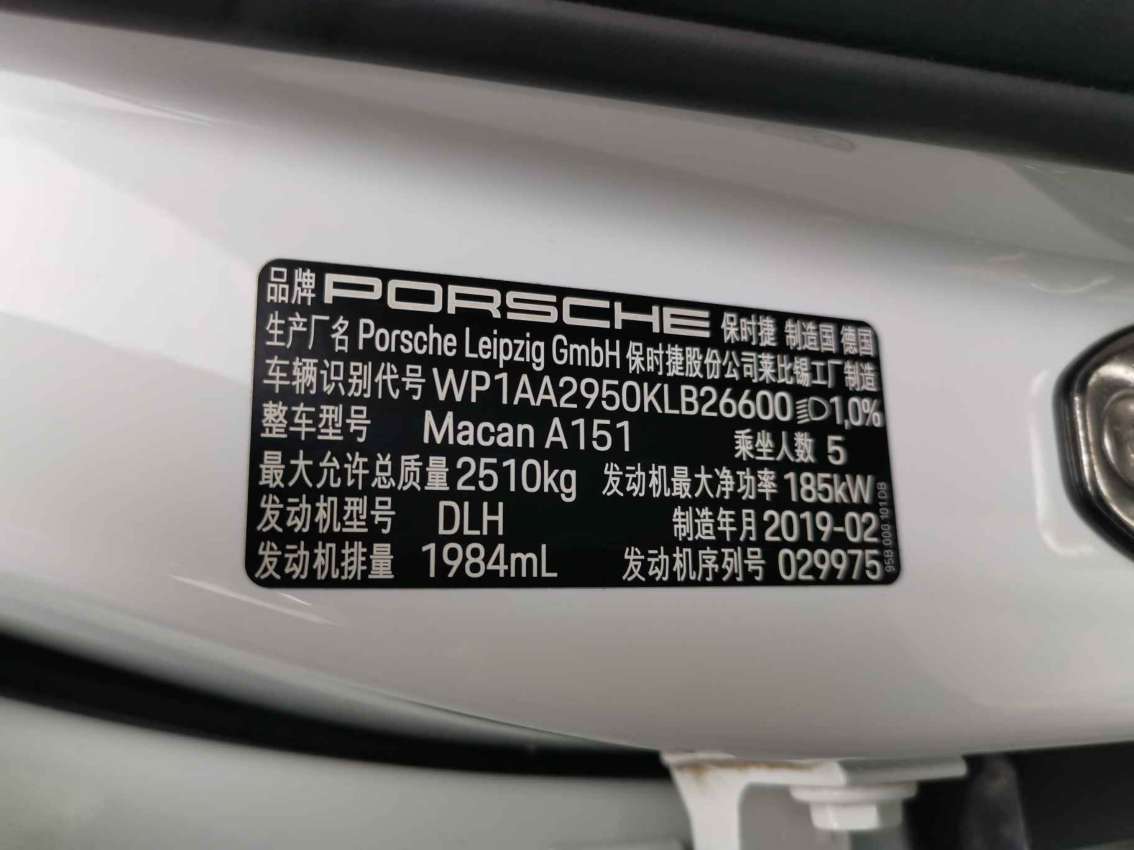 品牌 PORSCHE 保时捷 制造国 德国
生产厂名 Porsche Leipzig GmbH 保时捷股份公司莱比锡工厂制造
车辆识别代号 WP1AA2950KLB26600 1,0%
整车型号 Macan A151 乘坐人数 5
最大允许总质量 2510kg 发动机最大净功率 185kW
发动机型号 DLH 制造年月 2019-02
发动机排量 1984mL 发动机序列号 029975
95B 000 101 DB